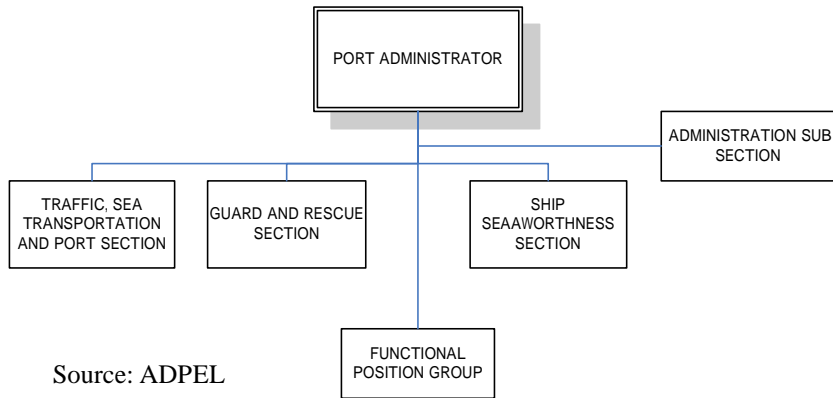 PORT ADMINISTRATOR
ADMINISTRATION SUB
SECTION
TRAFFIC, SEA
TRANSPORTATION
AND PORT SECTION
GUARD AND RESCUE
SECTION
SHIP
SEAAWORTHNESS
SECTION
FUNCTIONAL
POSITION GROUP
Source: ADPEL